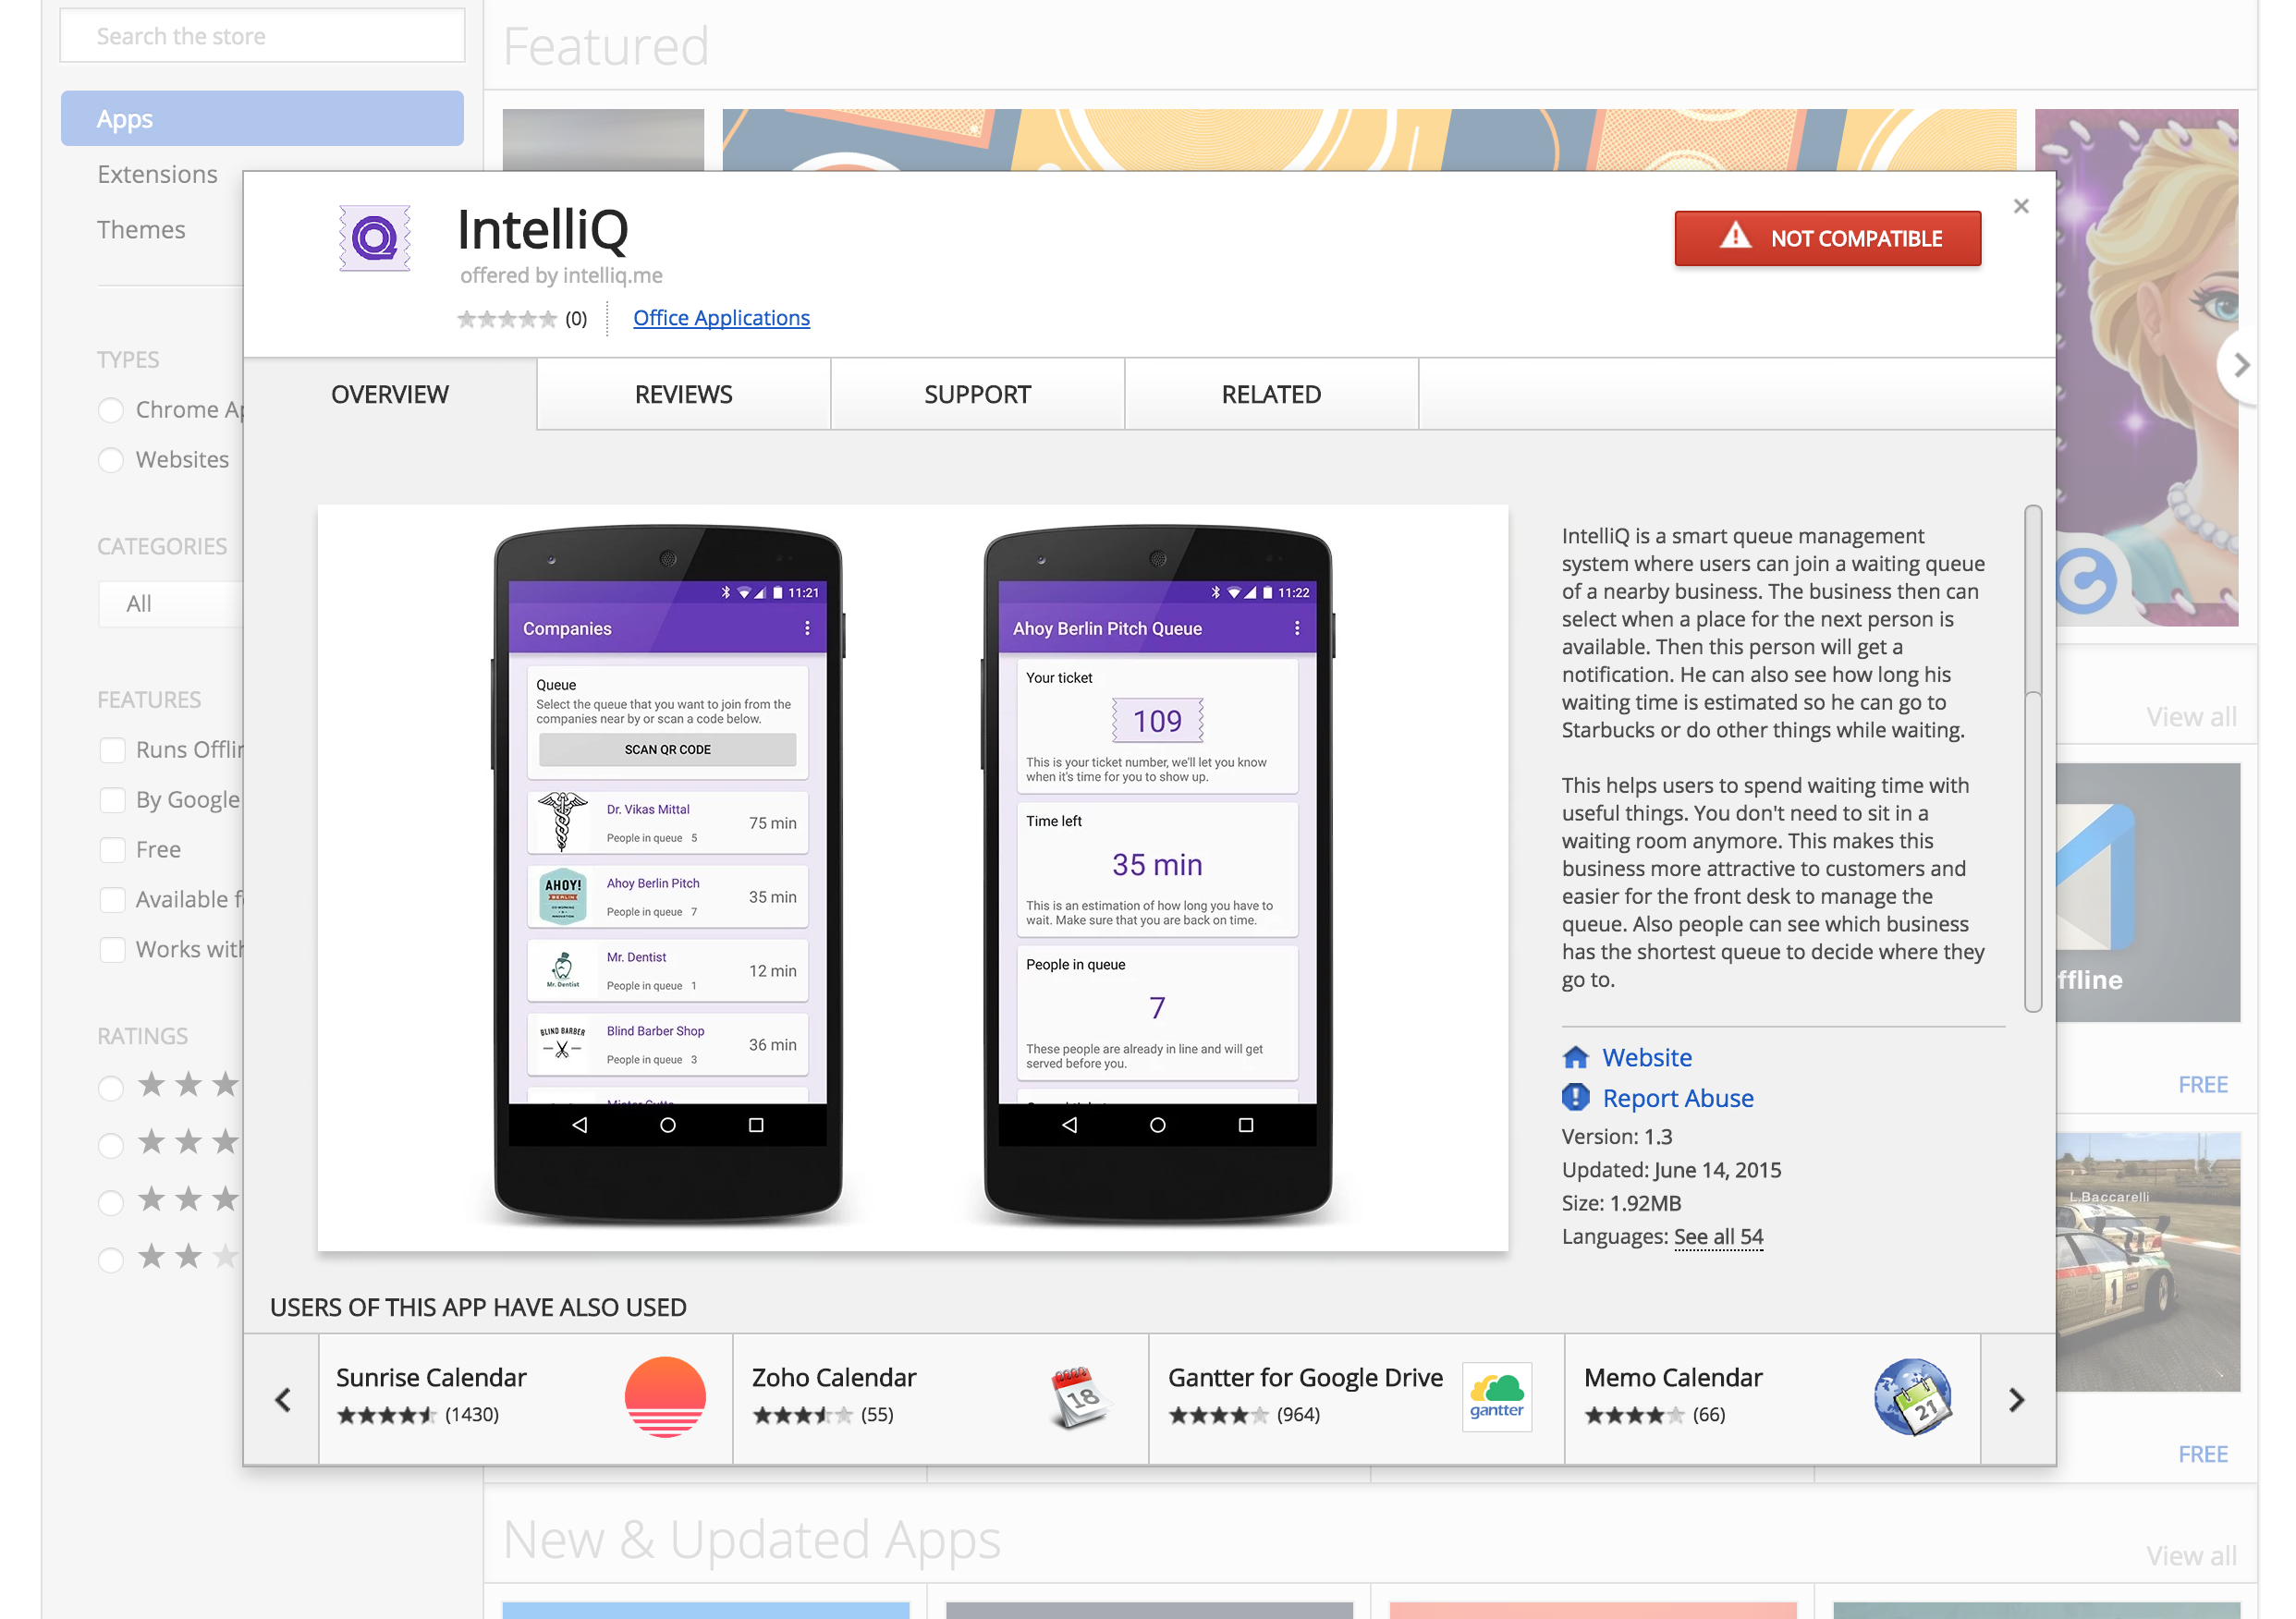 Search the store
Featured
Apps
Extensions
Themes
TYPES
Chrome Ap
Websites
CATEGORIES
All
FEATURES
Runs Offlin
By Google
Free
Available f
Works with
RATINGS
IntelliQ
offered by intelliq.me
(0)
Office Applications
NOT COMPATIBLE
OVERVIEW
REVIEWS
SUPPORT
RELATED
11:21
Companies
Queue
Select the queue that you want to join from the
companies near by or scan a code below.
SCAN QR CODE
Dr. Vikas Mittal
People in queue 5
75 min
AHOY!
BERLIN
Ahoy Berlin Pitch
People in queue 7
35 min
Mr. Dentist
Mr. Dentist
People in queue 1
12 min
BLIND BARBER
Blind Barber Shop
People in queue 3
36 min
11:22
Ahoy Berlin Pitch Queue
Your ticket
109
This is your ticket number, we'll let you know
when it's time for you to show up.
Time left
35 min
This is an estimation of how long you have to
wait. Make sure that you are back on time.
People in queue
7
These people are already in line and will get
served before you.
IntelliQ is a smart queue management
system where users can join a waiting queue
of a nearby business. The business then can
select when a place for the next person is
available. Then this person will get a
notification. He can also see how long his
waiting time is estimated so he can go to
Starbucks or do other things while waiting.
This helps users to spend waiting time with
useful things. You don't need to sit in a
waiting room anymore. This makes this
business more attractive to customers and
easier for the front desk to manage the
queue. Also people can see which business
has the shortest queue to decide where they
go to.
Website
Report Abuse
Version: 1.3
Updated: June 14, 2015
Size: 1.92MB
Languages: See all 54
USERS OF THIS APP HAVE ALSO USED
Sunrise Calendar
(1430)
Zoho Calendar
(55)
18
Gantter for Google Drive
(964)
gantter
Memo Calendar
(66)
21
View all
ffline
FREE
L.Baccarelli
1
FREE
New & Updated Apps
View all